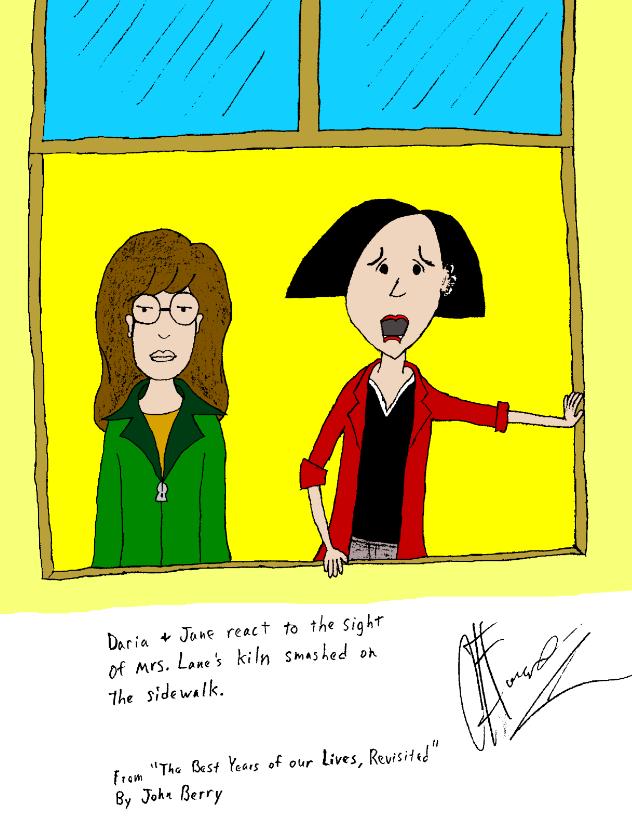 Daria & Jane react to the sight
of Mrs. Lane's kiln smashed on
The sidewalk.
From "The Best Years of our Lives, Revisited"
By John Berry